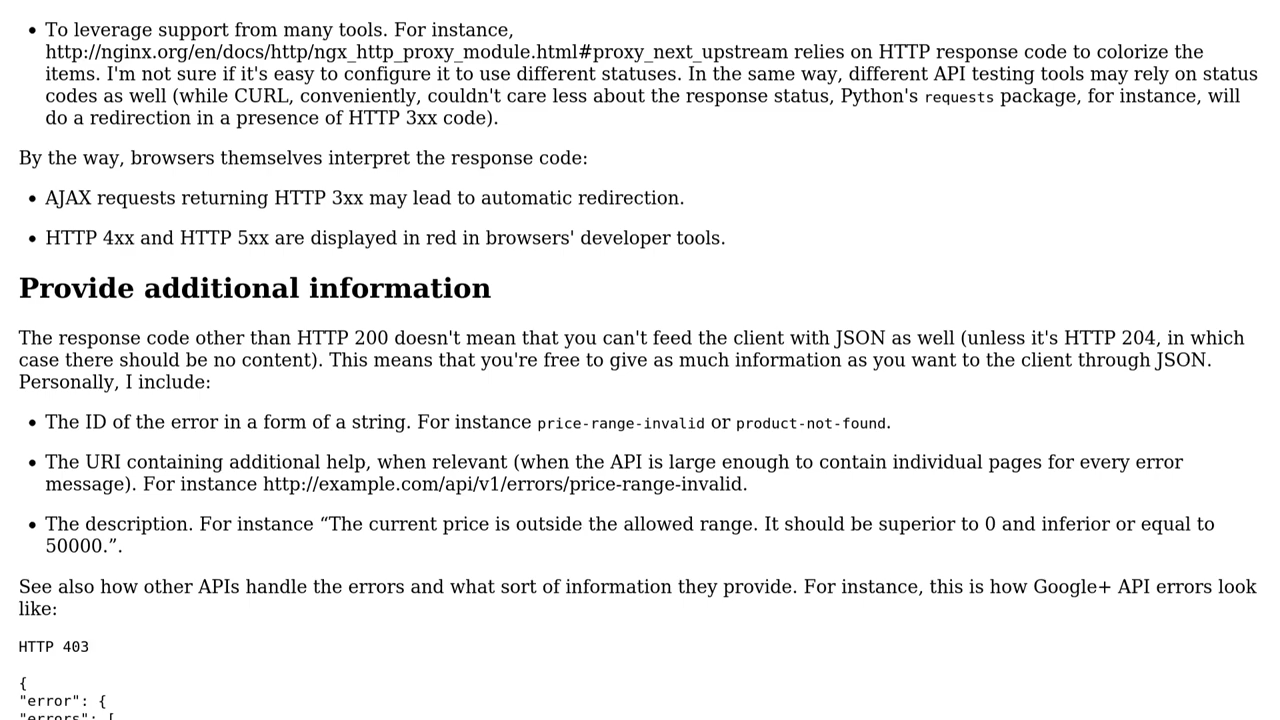 • To leverage support from many tools. For instance,
http://nginx.org/en/docs/http/ngx_http_proxy_module.html#proxy_next_upstream relies on HTTP response code to colorize the
items. I'm not sure if it's easy to configure it to use different statuses. In the same way, different API testing tools may rely on status
codes as well (while CURL, conveniently, couldn't care less about the response status, Python's requests package, for instance, will
do a redirection in a presence of HTTP 3xx code).
By the way, browsers themselves interpret the response code:
• AJAX requests returning HTTP 3xx may lead to automatic redirection.
• HTTP 4xx and HTTP 5xx are displayed in red in browsers' developer tools.
Provide additional information
The response code other than HTTP 200 doesn't mean that you can't feed the client with JSON as well (unless it's HTTP 204, in which
case there should be no content). This means that you're free to give as much information as you want to the client through JSON.
Personally, I include:
• The ID of the error in a form of a string. For instance price-range-invalid or product-not-found.
• The URI containing additional help, when relevant (when the API is large enough to contain individual pages for every error
message). For instance http://example.com/api/v1/errors/price-range-invalid.
• The description. For instance “The current price is outside the allowed range. It should be superior to 0 and inferior or equal to
50000.”.
See also how other APIs handle the errors and what sort of information they provide. For instance, this is how Google+ API errors look
like:
HTTP 403
{
"error": {
"errors": [